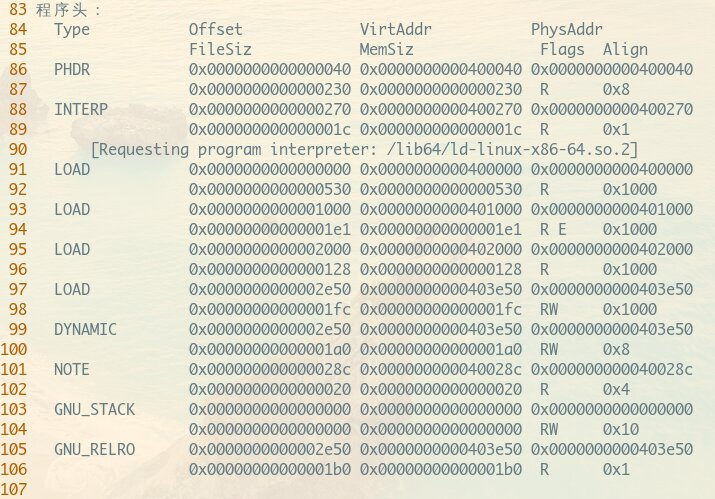 83 程序头：
84   Type           Offset             VirtAddr           PhysAddr
85                  FileSiz            MemSiz              Flags  Align
86   PHDR           0x0000000000000040 0x0000000000400040 0x0000000000400040
87                  0x0000000000000230 0x0000000000000230  R      0x8
88   INTERP         0x0000000000000270 0x0000000000400270 0x0000000000400270
89                  0x000000000000001c 0x000000000000001c  R      0x1
90       [Requesting program interpreter: /lib64/ld-linux-x86-64.so.2]
91   LOAD           0x0000000000000000 0x0000000000400000 0x0000000000400000
92                  0x0000000000000530 0x0000000000000530  R      0x1000
93   LOAD           0x0000000000001000 0x0000000000401000 0x0000000000401000
94                  0x00000000000001e1 0x00000000000001e1  R E    0x1000
95   LOAD           0x0000000000002000 0x0000000000402000 0x0000000000402000
96                  0x0000000000000128 0x0000000000000128  R      0x1000
97   LOAD           0x0000000000002e50 0x0000000000403e50 0x0000000000403e50
98                  0x00000000000001fc 0x00000000000001fc  RW     0x1000
99   DYNAMIC        0x0000000000002e50 0x0000000000403e50 0x0000000000403e50
100                  0x00000000000001a0 0x00000000000001a0  RW     0x8
101   NOTE           0x000000000000028c 0x000000000040028c 0x000000000040028c
102                  0x0000000000000020 0x0000000000000020  R      0x4
103   GNU_STACK      0x0000000000000000 0x0000000000000000 0x0000000000000000
104                  0x0000000000000000 0x0000000000000000  RW     0x10
105   GNU_RELRO      0x0000000000002e50 0x0000000000403e50 0x0000000000403e50
106                  0x00000000000001b0 0x00000000000001b0  R      0x1
107